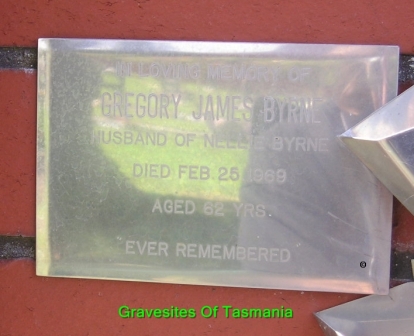 IN LOVING MEMORY OF
GREGORY JAMES BYRNE
HUSBAND OF NELLIE BYRNE
DIED FEB. 25 1969
AGED 62 YRS.
EVER REMEMBERED
Gravesites Of Tasmania